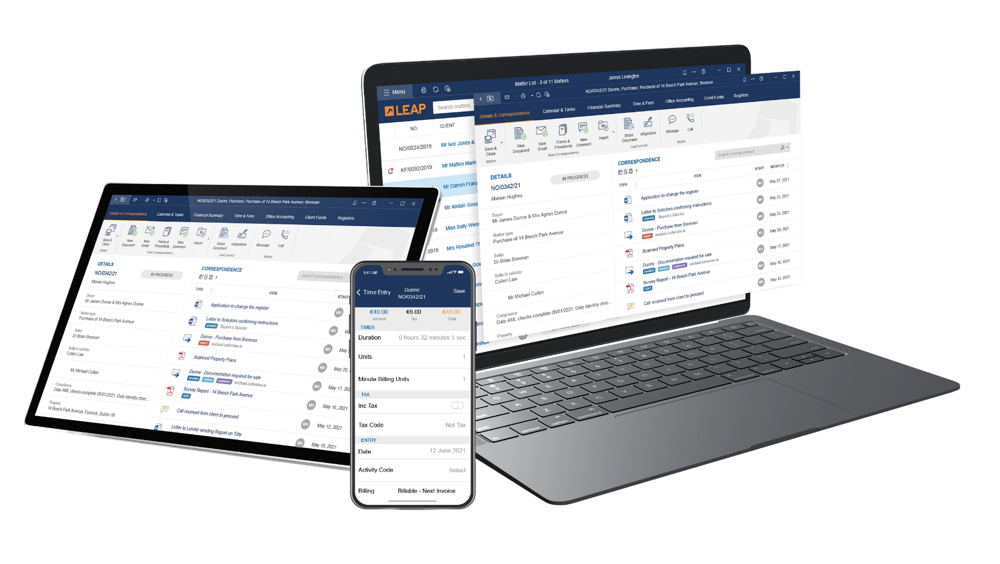 Menu
Matter List - 3 of 11 Matters
James Levington
LEAP
Search matters
NO.
CLIENT
NO/0024/2019
Mr Ivor Jones &
KF/0092/2019
Mr Matteo Marin
Mr Darren Frans
Mr Alistair Goss
19
Miss Sally Wens
2019
Mrs Rosalind Th
NO/0342/21 Dunne, Purchase; Purchase of 14 Beech Park Avenue, Brennan
Details & Correspondence
Calendar & Tasks
Financial Summary
Time & Fees
Office Accounting
Client Funds
Registers
Save & Close
New Document
New Email
Forms & Precedents
New Comment
Import
Share Document
eSignature
Message
Call
Matter
New Correspondence
LawConnect
Mobile
DETAILS
IN PROGRESS
NO/0342/21
Marian Hughes
Buyer
Mr James Dunne & Mrs Agnes Dunne
Matter type
Purchase of 14 Beech Park Avenue
Seller
Dr Brian Brennan
Seller's solicitor
Cullen Law
Mr Michael Cullen
Compliance
Date AML checks complete 06/01/2021. Date Identity chec...
Property
CORRESPONDENCE
Search correspondence
TYPE
ITEM
STAFF
MODIFIED
Application to change the register
MH
May 27, 2021
Letter to Solicitors confirming instructions
SHARED Buyers's Solicitor
MH
May 25, 2021
Dunne - Purchase from Brennan
DRAFT michael.cullenlaw.ie
MH
May 23, 2021
Scanned Property Plans
MH
May 20, 2021
Dunne - Documentation required for sale
SHARED VIEWED COMMENT michael.cullenlaw.ie
MH
May 17, 2021
Survey Report - 14 Beech Park Avenue
SENT
MH
May 16, 2021
Call received from client to proceed
MH
May 12, 2021
NO/0342/21 Dunne, Purchase; Purchase of 14 Beech Park Avenue; Brennan
Details & Correspondence
Calendar & Tasks
Financial Summary
Time & Fees
Office Accounting
Client Funds
Registers
Save & Close
New Document
New Email
Forms & Precedents
New Comment
Import
Share Document
eSignature
Message
Call
Matter
New Correspondence
LawConnect
Mobile
DETAILS
IN PROGRESS
NO/0342/21
Marian Hughes
Buyer
Mr James Dunne & Mrs Agnes Dunne
Matter type
Purchase of 14 Beech Park Avenue
Seller
Dr Brian Brennan
Seller's solicitor
Cullen Law
Mr Michael Cullen
Compliance
Date AML checks complete 06/01/2021. Date Identity chec...
Property
14 Beech Park Avenue, Foxrock, Dublin 18
CORRESPONDENCE
Search correspondence
TYPE
ITEM
STAFF
Application to change the register
MH
Letter to Solicitors confirming instructions
SHARED Buyers's Solicitor
MH
Dunne - Purchase from Brennan
DRAFT michael.cullenlaw.ie
MH
May
Scanned Property Plans
MH
May 20,
Dunne - Documentation required for sale
SHARED VIEWED COMMENT michael.cullenlaw.ie
MH
May 17, 202
Survey Report - 14 Beech Park Avenue
SENT
MH
May 16, 2021
Call received from client to proceed
MH
May 12, 2021
Letter to Lender sending Report on Title
MH
May 10, 2021
9:41 AM
Time Entry
Dunne
NO/0342/21
Save
€40.00 €8.00 €48.00
Amount Tax Total
TIMER
Duration 0 hours 32 minutes 5 sec
Units 1
Minute Billing Units 1
TAX
Inc Tax
Tax Code Not Tax
ENTRY
Date 12 June 2021
Activity Code Select
Billing Billable - Next Invoice
control
option
command